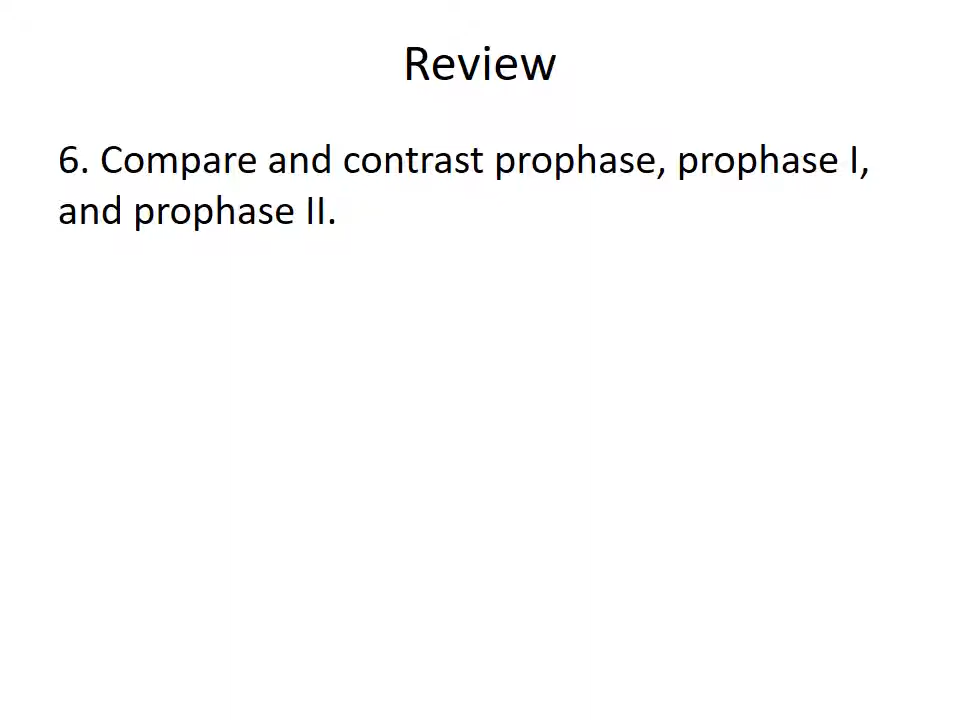 Review
6. Compare and contrast prophase, prophase I,
and prophase II.